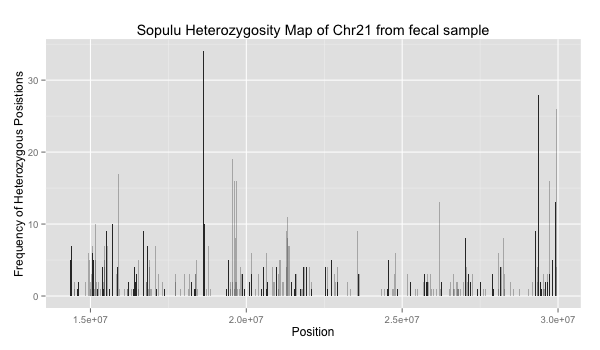 Sopulu Heterozygosity Map of Chr21 from fecal sample
Frequency of Heterozygous Posistions
30
20
10
0
1.5e+07 2.0e+07 2.5e+07 3.0e+07
Position